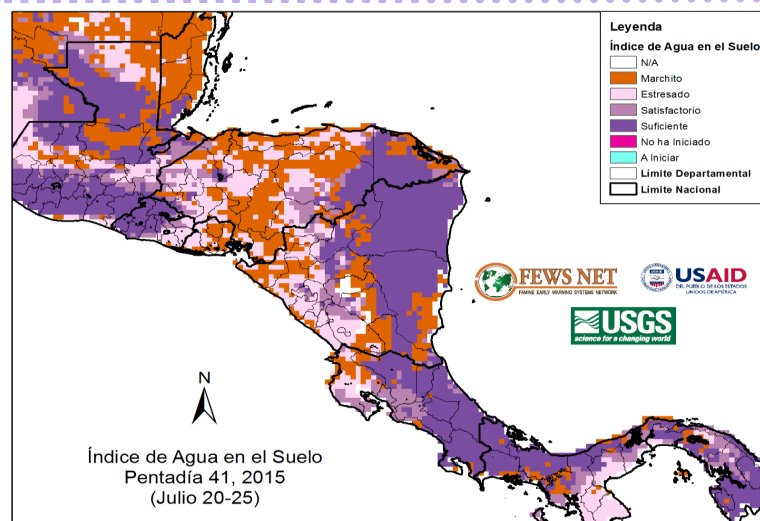 Leyenda
Índice de Agua en el Suelo
N/A
Marchito
Estresado
Satisfactorio
Suficiente
No ha Iniciado
A Iniciar
Límite Departamental
Límite Nacional
FEWS NET
FAMINE EARLY WARNING SYSTEMS NETWORK
USAID
DEL PUEBLO DE LOS ESTADOS
UNIDOS DE AMÉRICA
USGS
science for a changing world
N
Índice de Agua en el Suelo
Pentadía 41, 2015
(Julio 20-25)